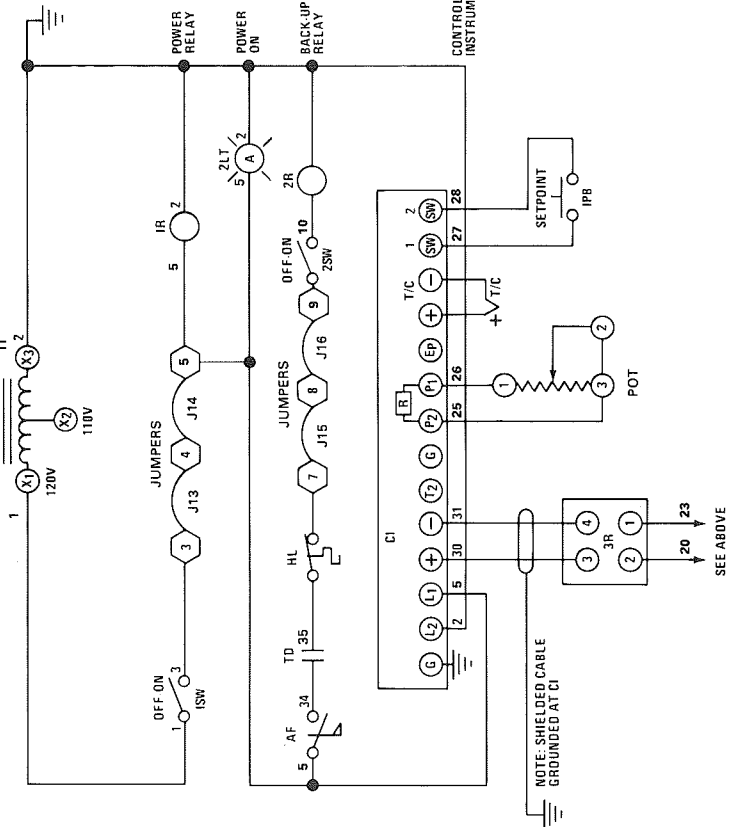 1
X1
X3
2
120V
X2
110V
OFF-ON
1
3
1SW
JUMPERS
3
J13
4
J14
5
5
1R
2
POWER
RELAY
2LT
5
A
2
POWER
ON
5
AF
34
TD
35
HL
JUMPERS
7
J15
8
J16
9
OFF-ON
10
2SW
2R
BACK-UP
RELAY
CONTROL
INSTRUM
CI
G
L2
L1
+
−
T2
G
P2
R
P1
EP
T/C
+
−
1
SW
2
SW
2
5
30
31
25
26
27
28
+
T/C
SETPOINT
1PB
1
2
3
POT
NOTE: SHIELDED CABLE
GROUNDED AT CI
3
4
3R
2
1
20
23
SEE ABOVE